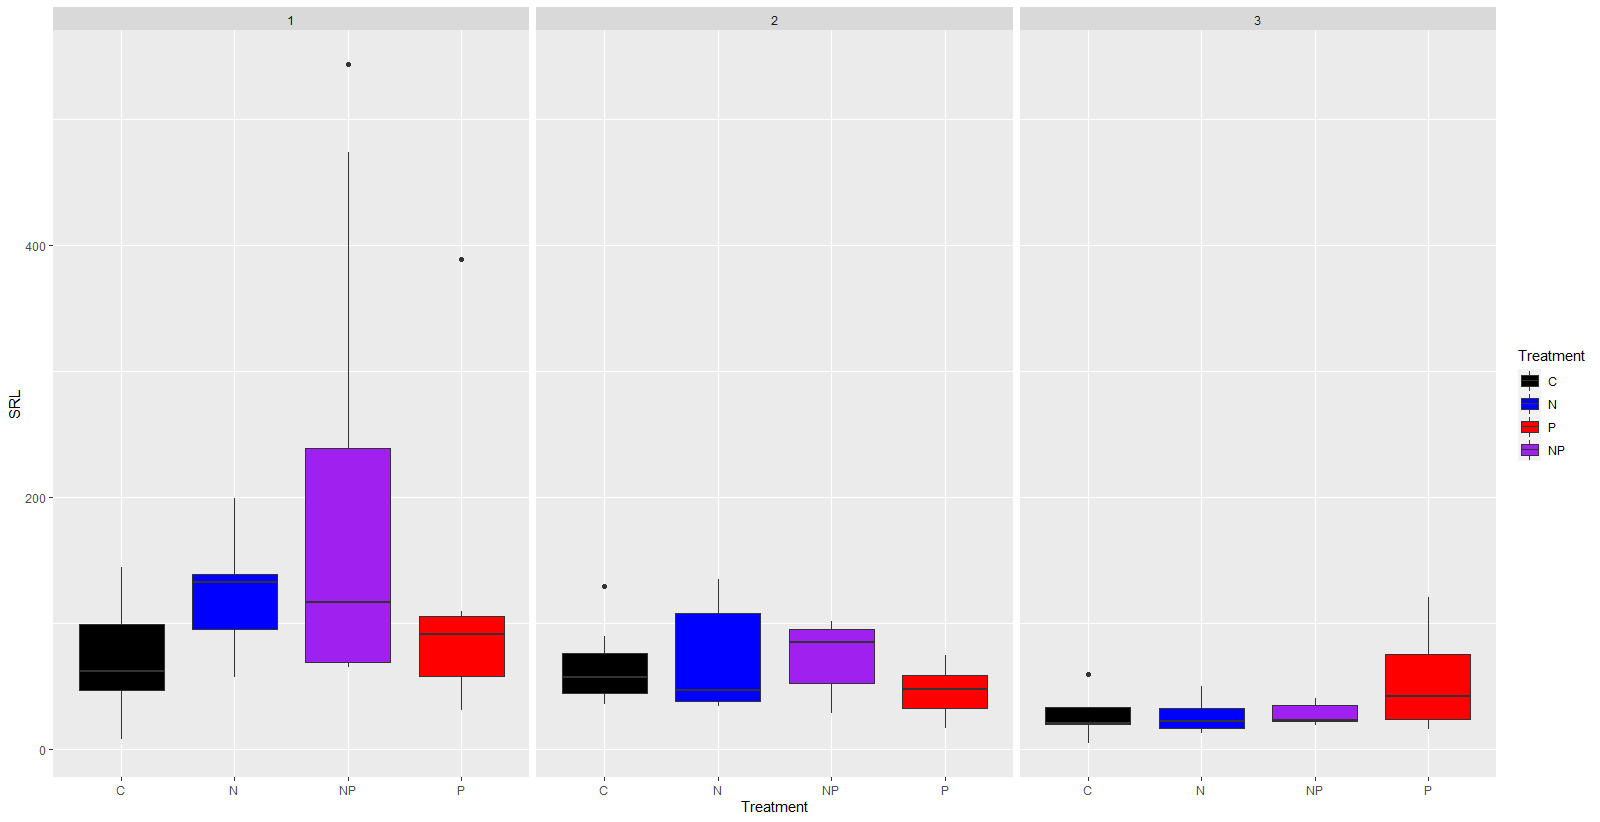 1 2 3
SRL
400
200
0
C N NP P C N NP P C N NP P
Treatment
Treatment
C
N
P
NP